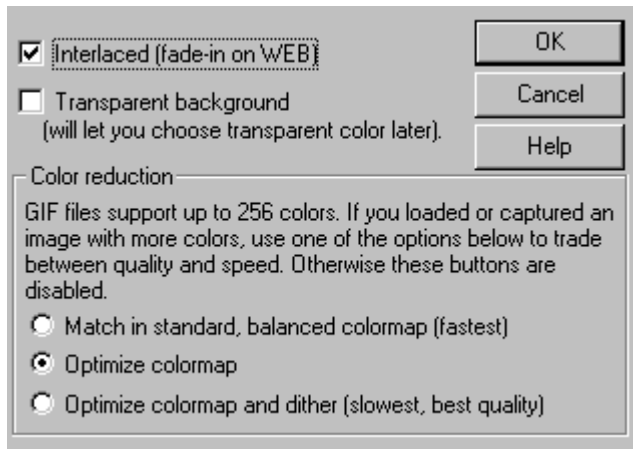 Interlaced (fade-in on WEB)
OK
Transparent background
(will let you choose transparent color later).
Cancel
Help
Color reduction
GIF files support up to 256 colors. If you loaded or captured an
image with more colors, use one of the options below to trade
between quality and speed. Otherwise these buttons are
disabled.
Match in standard, balanced colormap (fastest)
Optimize colormap
Optimize colormap and dither (slowest, best quality)